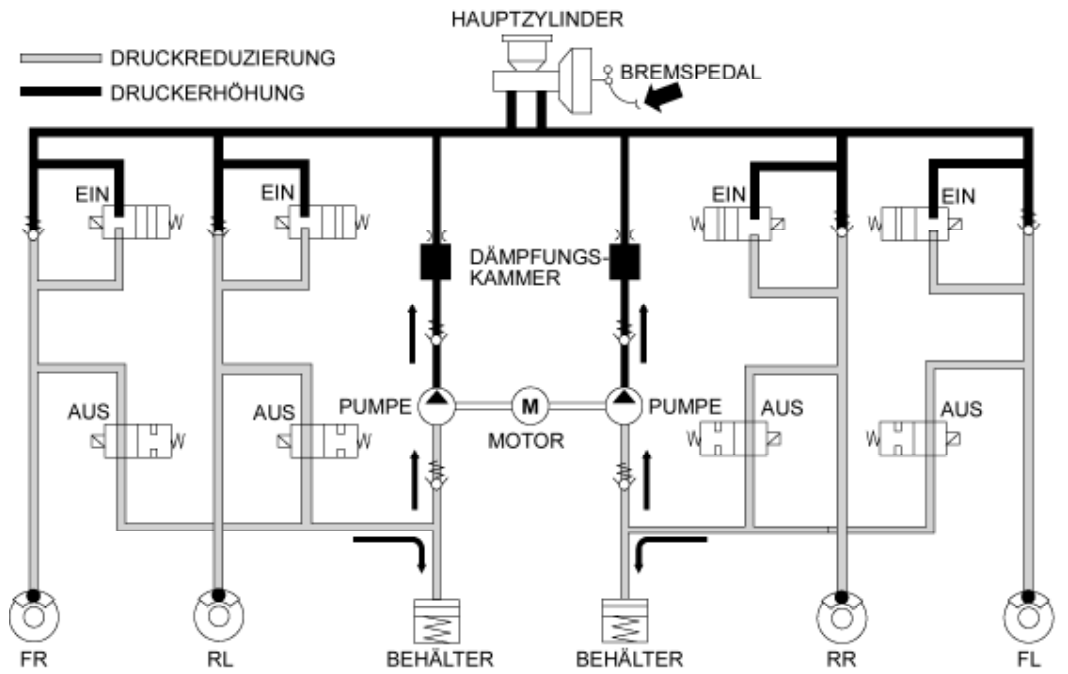 HAUPTZYLINDER
DRUCKREDUZIERUNG
BREMSPEDAL
DRUCKERHÖHUNG
EIN
EIN
EIN
EIN
DÄMPFUNGS-
KAMMER
PUMPE
M
PUMPE
MOTOR
AUS
AUS
AUS
AUS
BEHÄLTER
BEHÄLTER
FR
RL
RR
FL